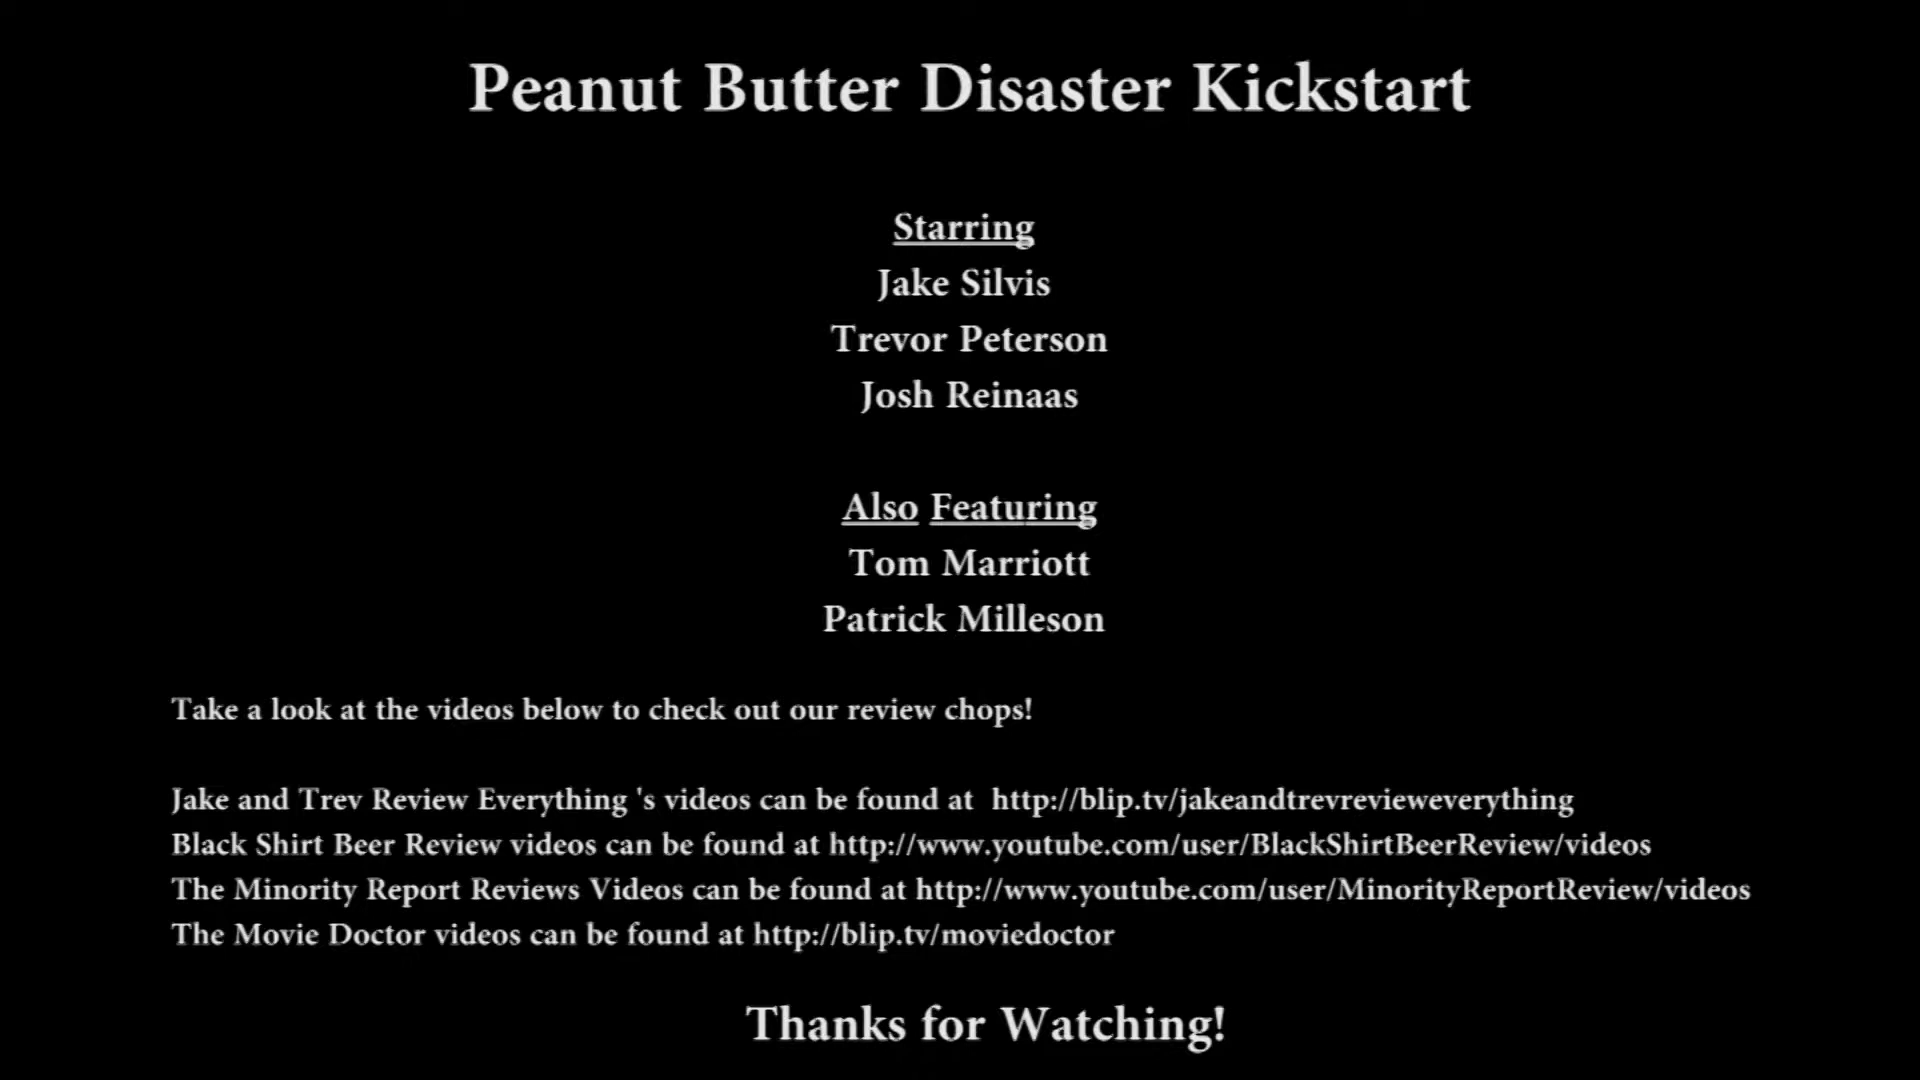 Peanut Butter Disaster Kickstart
Starring
Jake Silvis
Trevor Peterson
Josh Reinaas
Also Featuring
Tom Marriott
Patrick Milleson
Take a look at the videos below to check out our review chops!
Jake and Trev Review Everything 's videos can be found at  http://blip.tv/jakeandtrevrevieweverything
Black Shirt Beer Review videos can be found at http://www.youtube.com/user/BlackShirtBeerReview/videos
The Minority Report Reviews Videos can be found at http://www.youtube.com/user/MinorityReportReview/videos
The Movie Doctor videos can be found at http://blip.tv/moviedoctor
Thanks for Watching!